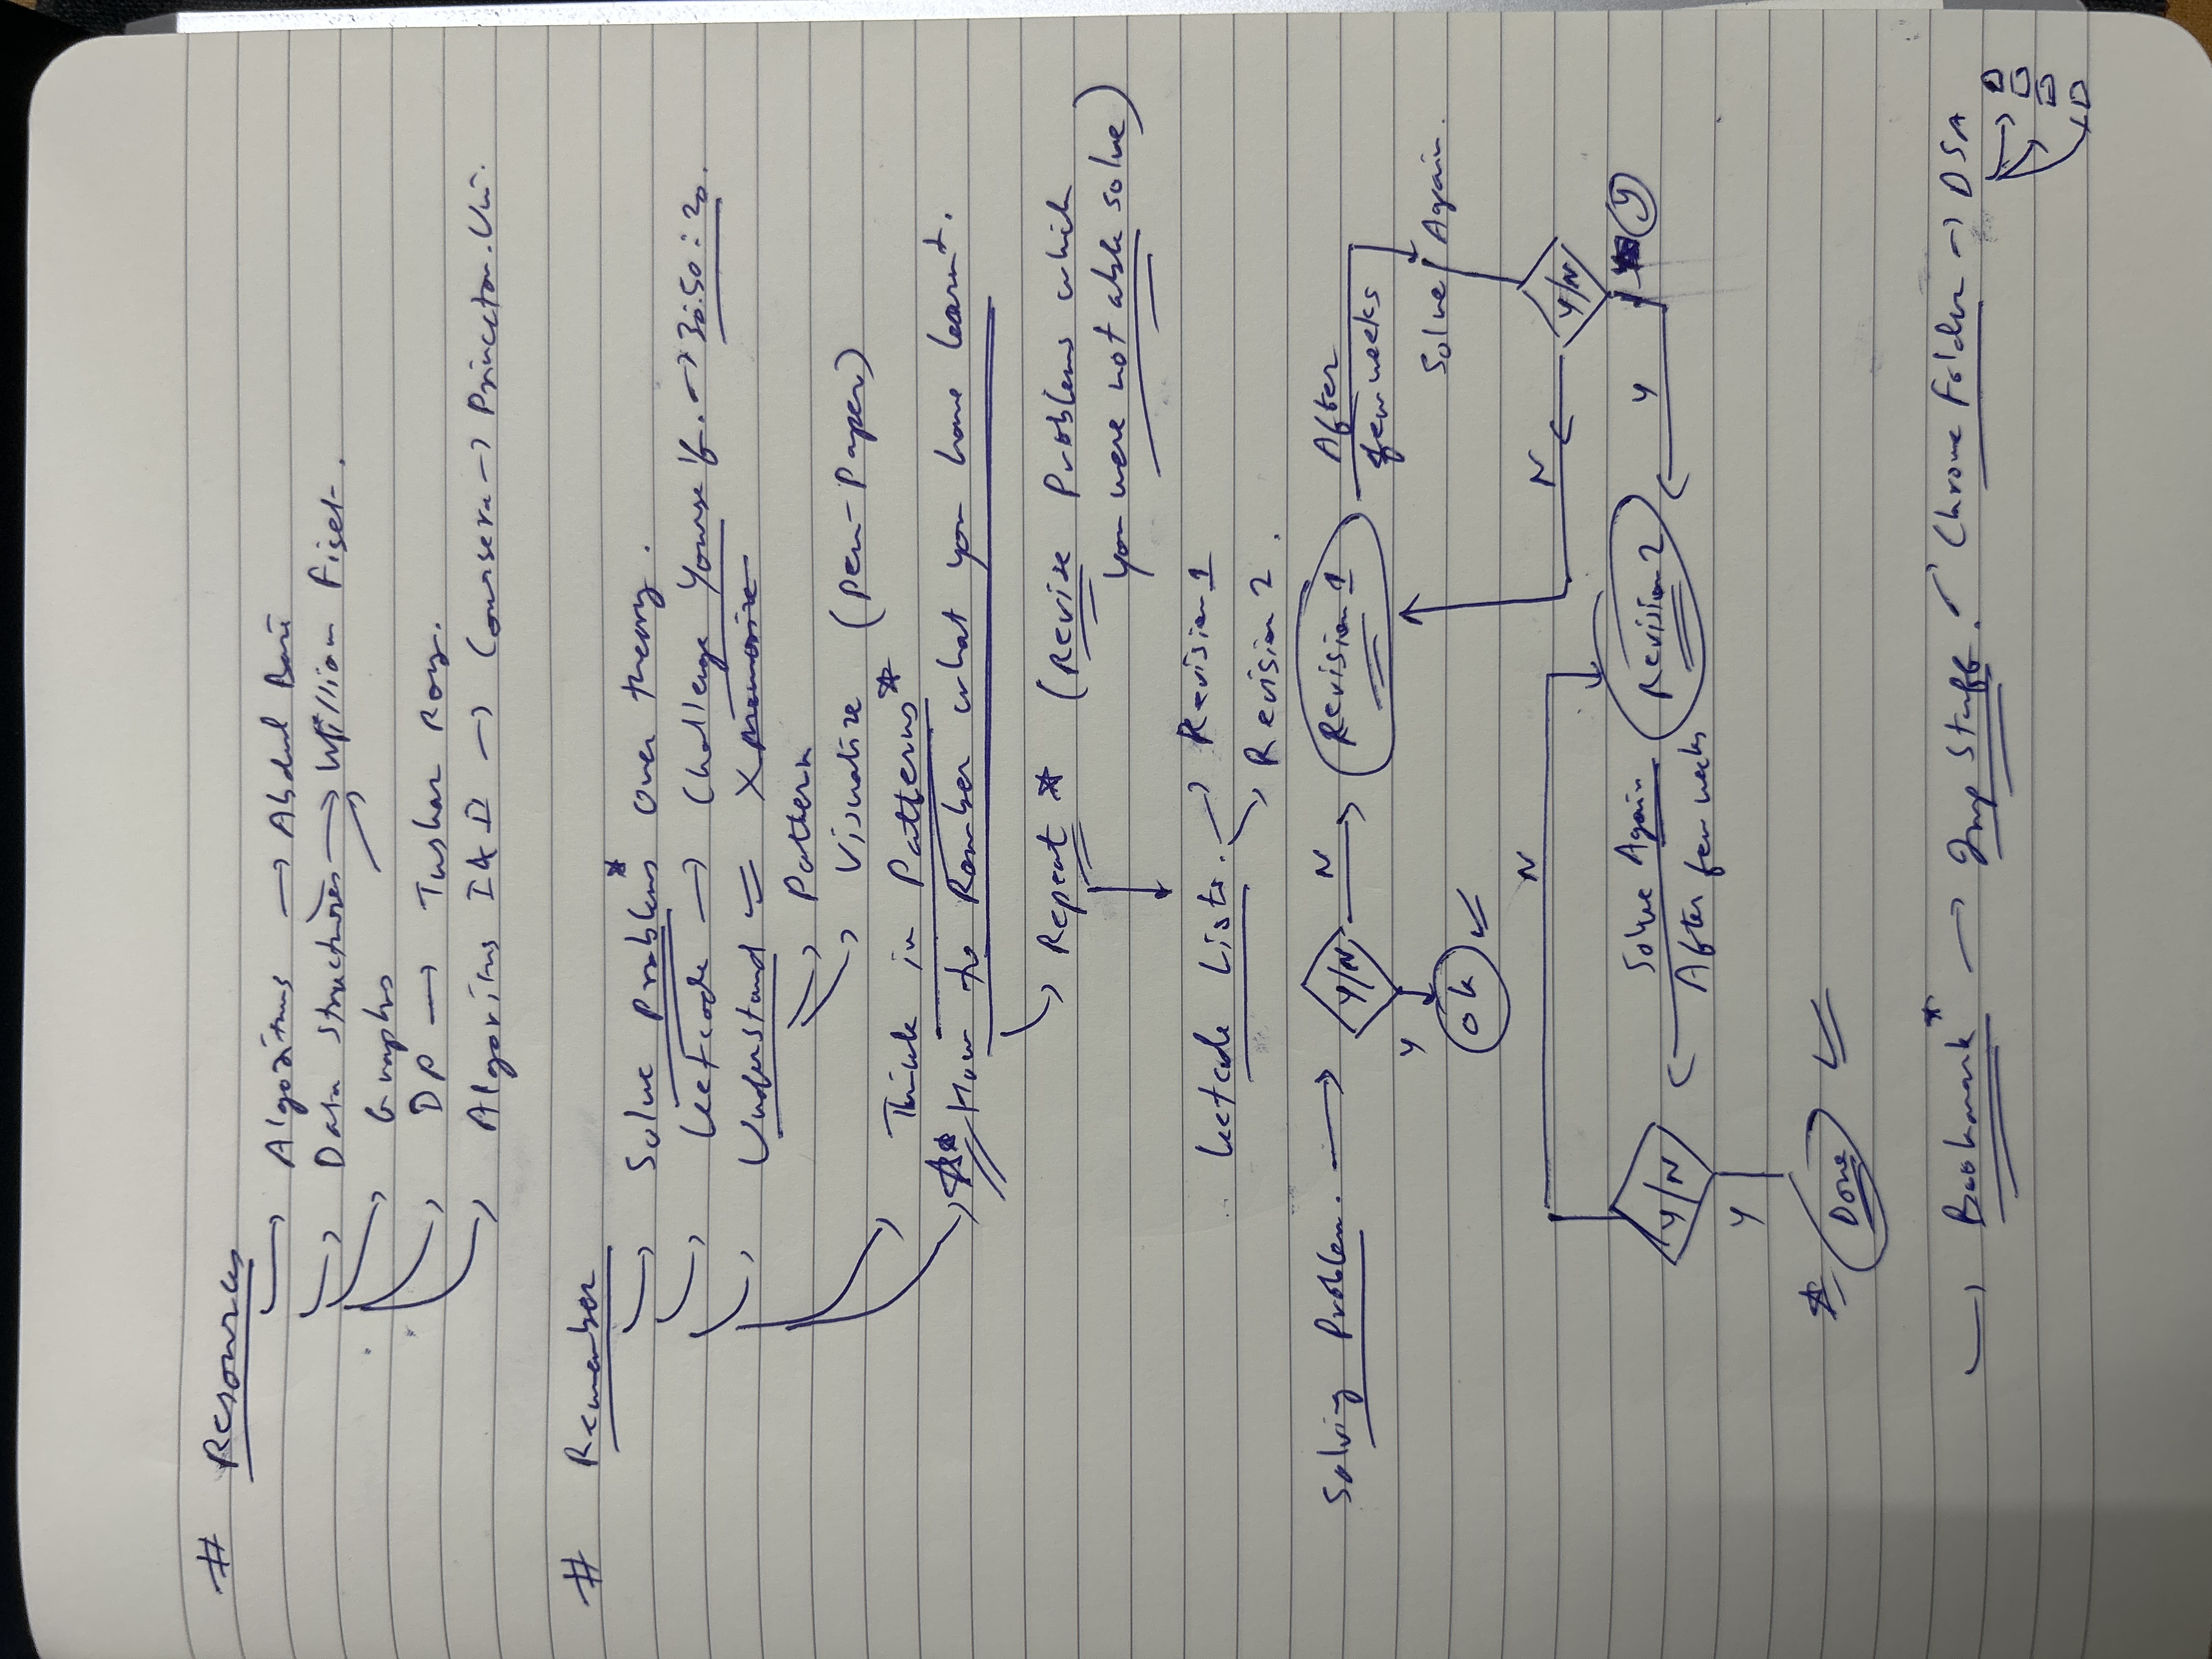 # Resources
→ Algoritms → Abdul Bari
→ Data Structures → William Fiset.
→ Graphs
→ DP → Tushar Roy.
→ Algoritms I & II → Coursera → Princeton. Uni.
# Remember
→ Solve Problems* Over theory.
→ Leetcode → Challenge Yourself. → 30:50:20.
→ Understand ✓ X memorize
→ Pattern
→ Visualize (Pen-Paper)
→ Think in Patterns*
→ ** How to Rember what you have learnt.
→ Repeat * (Revise Problems which
you were not able solve)
Leetcode Lists. → Revision 1
→ Revision 2.
Solving Problem. → Y/N N → Revision 1 After
few weeks
Y
Solve Again.
ok ✓
N
N Y/N
Y/N Solve Again Revision 2 Y Y
After few weeks
Y
* Done ✓
→ Bookmark* → Imp Stuff. → Chrome Folder → DSA